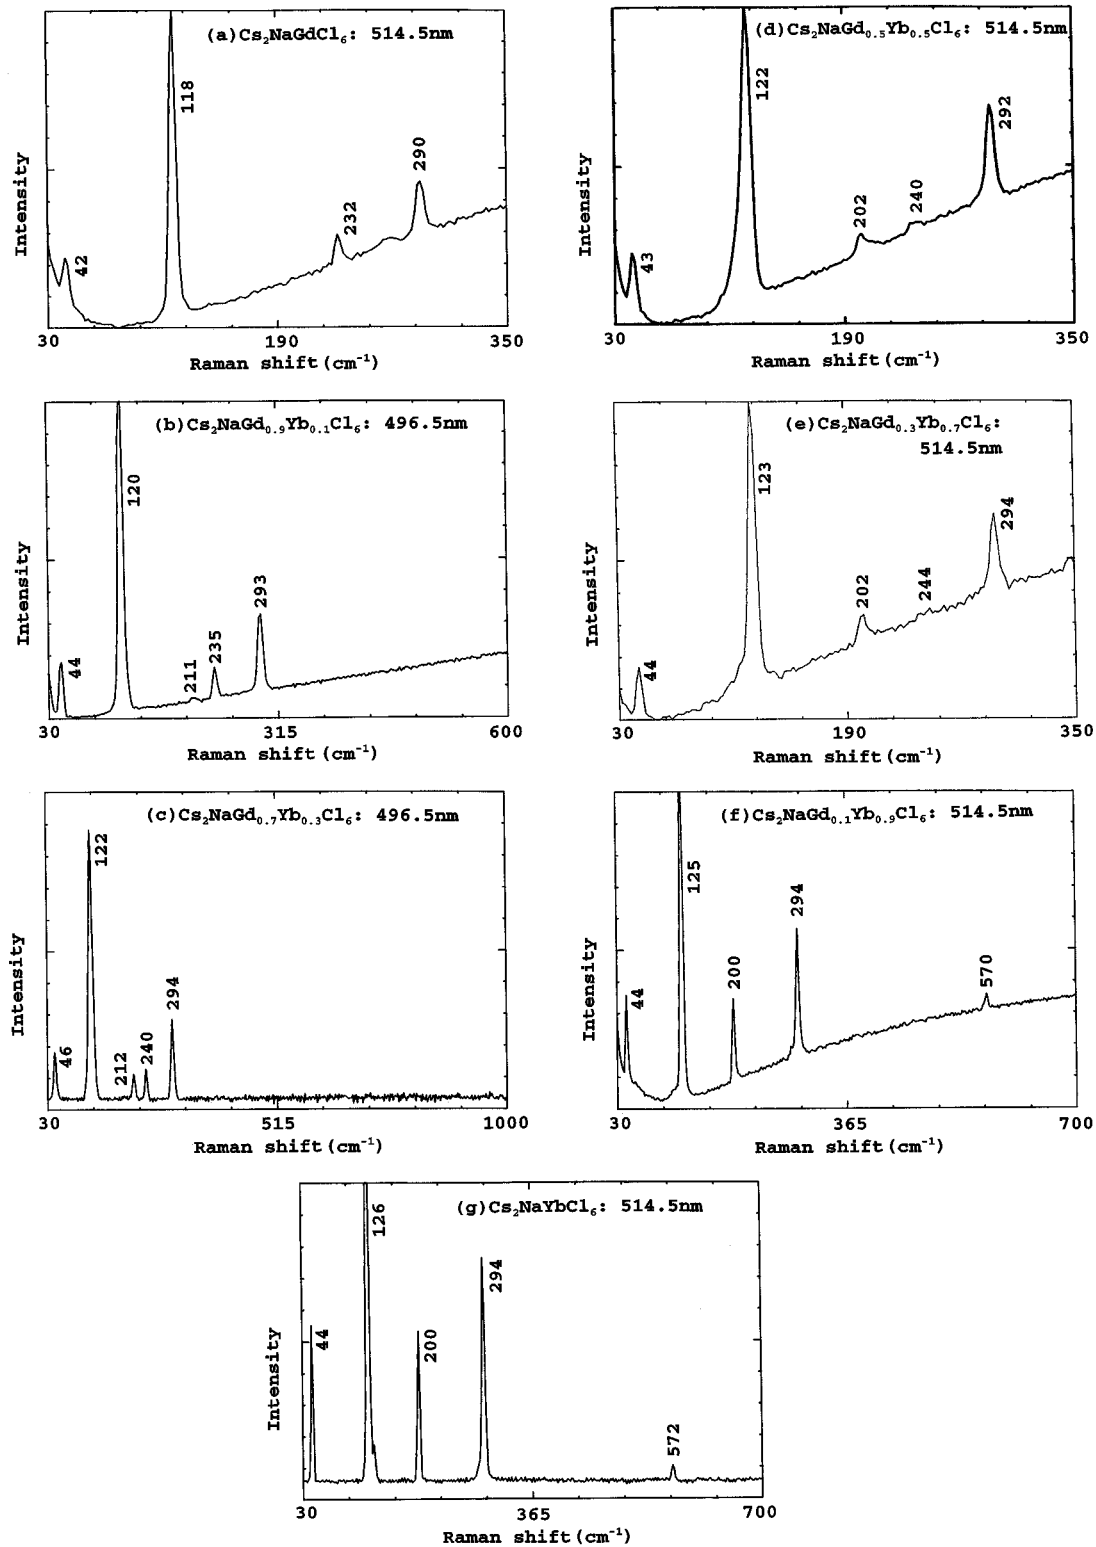 (a)Cs₂NaGdCl₆: 514.5nm
118
290
232
42
Intensity
30 190 350
Raman shift(cm⁻¹)
(d)Cs₂NaGd₀.₅Yb₀.₅Cl₆: 514.5nm
122
292
202
240
43
Intensity
30 190 350
Raman shift(cm⁻¹)
(b)Cs₂NaGd₀.₉Yb₀.₁Cl₆: 496.5nm
120
293
235
211
44
Intensity
30 315 600
Raman shift(cm⁻¹)
(e)Cs₂NaGd₀.₃Yb₀.₇Cl₆:
514.5nm
123
294
202
244
44
Intensity
30 190 350
Raman shift(cm⁻¹)
(c)Cs₂NaGd₀.₇Yb₀.₃Cl₆: 496.5nm
122
294
46
212
240
Intensity
30 515 1000
Raman shift(cm⁻¹)
(f)Cs₂NaGd₀.₁Yb₀.₉Cl₆: 514.5nm
125
294
200
570
44
Intensity
30 365 700
Raman shift(cm⁻¹)
(g)Cs₂NaYbCl₆: 514.5nm
126
294
44
200
572
Intensity
30 365 700
Raman shift(cm⁻¹)